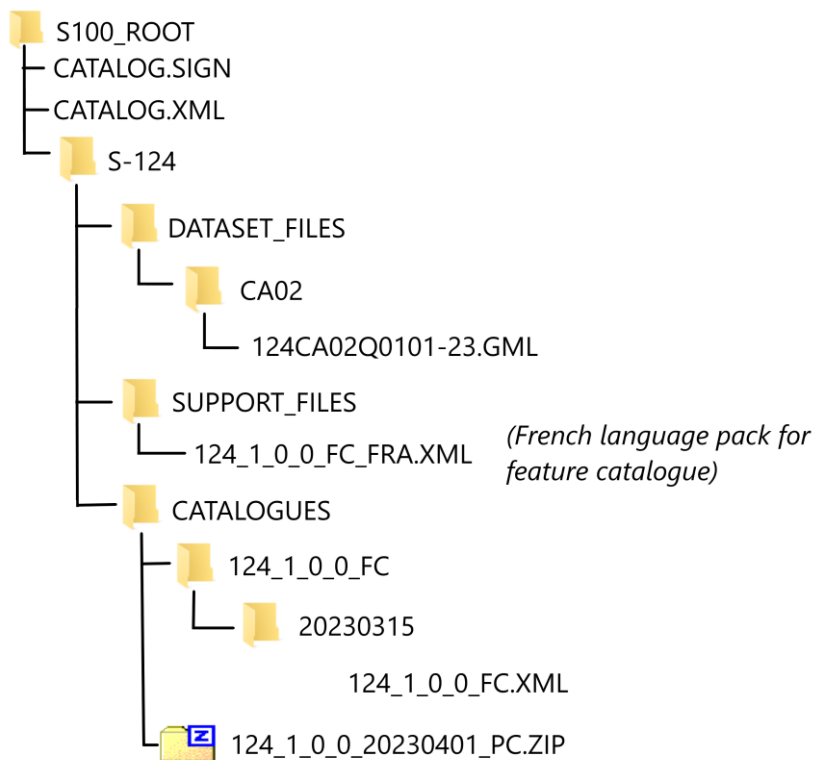 S100_ROOT
CATALOG.SIGN
CATALOG.XML
S-124
DATASET_FILES
CA02
124CA02Q0101-23.GML
SUPPORT_FILES
124_1_0_0_FC_FRA.XML
(French language pack for
feature catalogue)
CATALOGUES
124_1_0_0_FC
20230315
124_1_0_0_FC.XML
Z
124_1_0_0_20230401_PC.ZIP